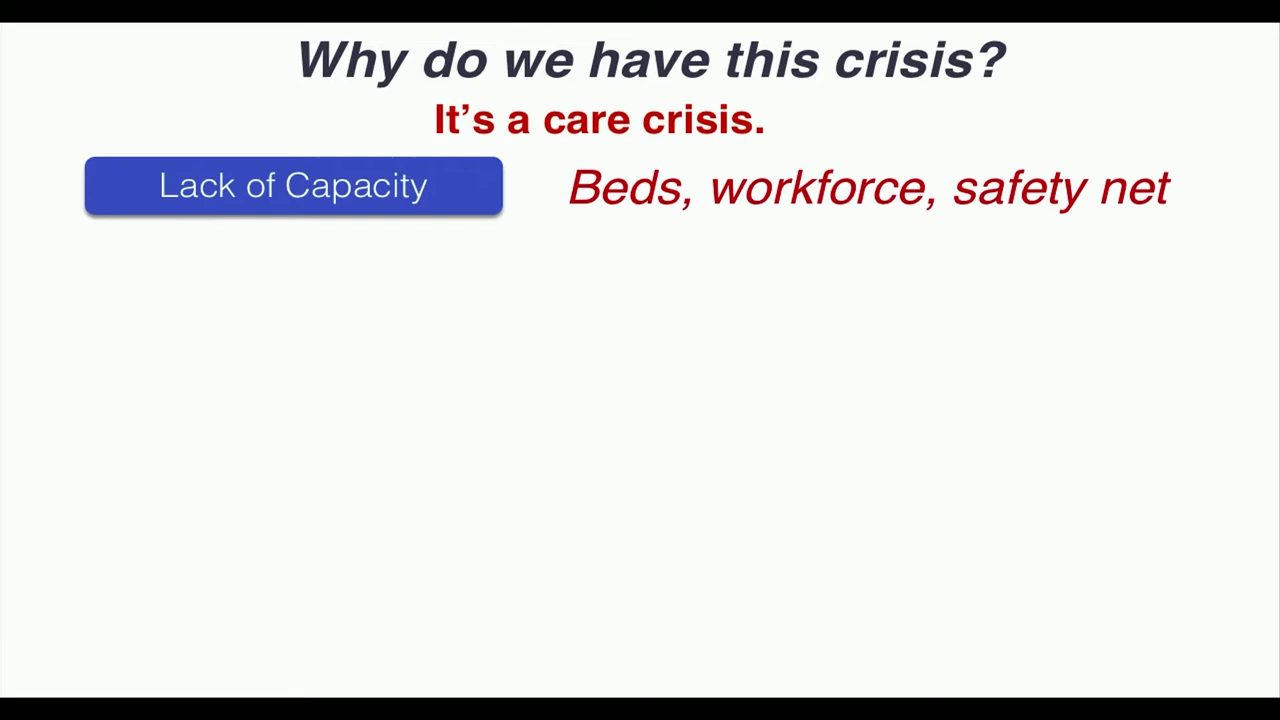 Why do we have this crisis?
It’s a care crisis.
Lack of Capacity
Beds, workforce, safety net